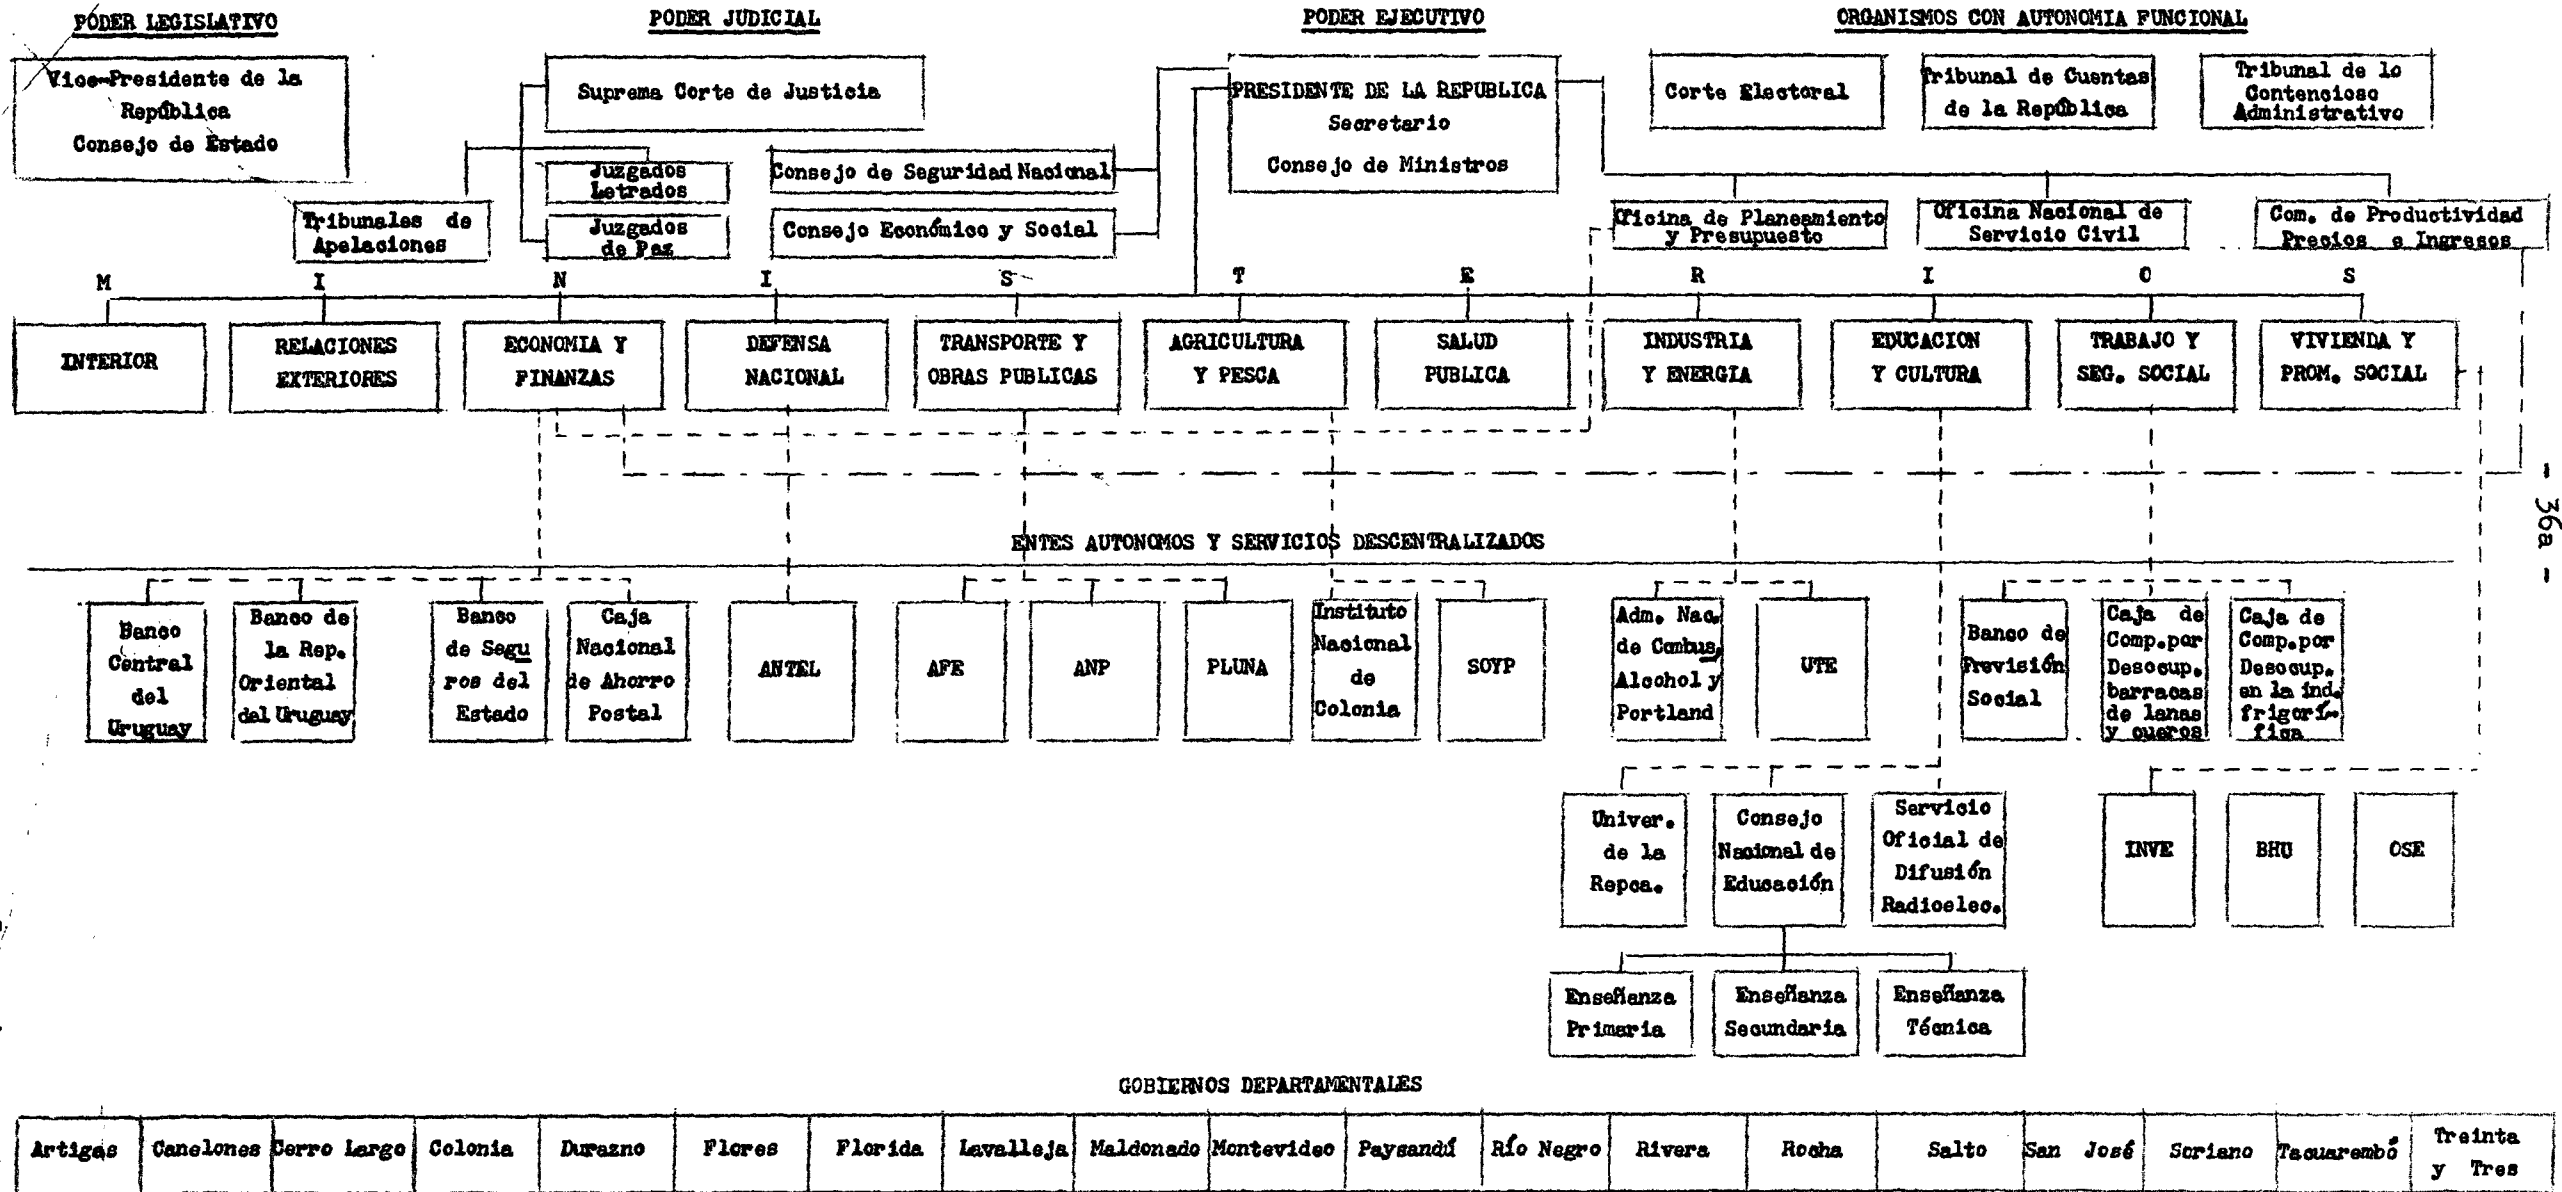 PODER LEGISLATIVO
PODER JUDICIAL
PODER EJECUTIVO
ORGANISMOS CON AUTONOMIA FUNCIONAL
Vice-Presidente de la
República
Consejo de Estado
Suprema Corte de Justicia
Juzgados
Letrados
Tribunales de
Apelaciones
Juzgados
de Paz
Consejo de Seguridad Nacional
Consejo Económico y Social
PRESIDENTE DE LA REPUBLICA
Secretario
Consejo de Ministros
Corte Electoral
Tribunal de Cuentas
de la República
Tribunal de lo
Contencioso
Administrativo
Oficina de Planeamiento
y Presupuesto
Oficina Nacional de
Servicio Civil
Com. de Productividad
Precios e Ingresos
M I N I S T E R I O S
INTERIOR
RELACIONES
EXTERIORES
ECONOMIA Y
FINANZAS
DEFENSA
NACIONAL
TRANSPORTE Y
OBRAS PUBLICAS
AGRICULTURA
Y PESCA
SALUD
PUBLICA
INDUSTRIA
Y ENERGIA
EDUCACION
Y CULTURA
TRABAJO Y
SEG. SOCIAL
VIVIENDA Y
PROM. SOCIAL
- 36a -
ENTES AUTONOMOS Y SERVICIOS DESCENTRALIZADOS
Banco
Central
del
Uruguay
Banco de
la Rep.
Oriental
del Uruguay
Banco
de Segu
ros del
Estado
Caja
Nacional
de Ahorro
Postal
ANTEL
AFE
ANP
PLUNA
Instituto
Nacional
de
Colonia
SOYP
Adm. Nac.
de Combus,
Alcohol y
Portland
UTE
Banco de
Previsión
Social
Caja de
Comp.por
Desocup.
barracas
de lanas
y cueros
Caja de
Comp.por
Desocup.
en la ind.
frigorí-
fica
Univer.
de la
Repca.
Consejo
Nacional de
Educación
Servicio
Oficial de
Difusión
Radioelec.
INVE
BHU
OSE
Enseñanza
Primaria
Enseñanza
Secundaria
Enseñanza
Técnica
GOBIERNOS DEPARTAMENTALES
Artigas
Canelones
Cerro Largo
Colonia
Durazno
Flores
Florida
Lavalleja
Maldonado
Montevideo
Paysandú
Río Negro
Rivera
Rocha
Salto
San José
Soriano
Tacuarembó
Treinta
y Tres